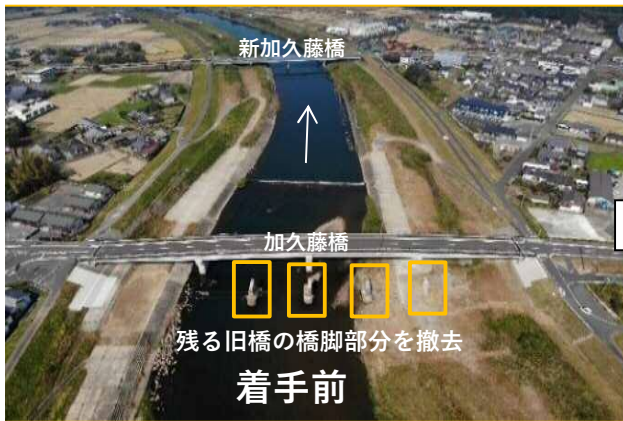 新加久藤橋
加久藤橋
残る旧橋の橋脚部分を撤去
着手前